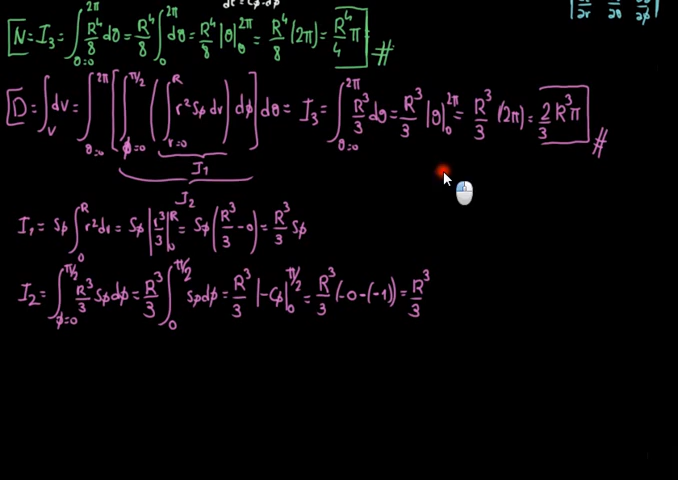 N = I₃ = ∫_{θ=0}^{2π} R⁴/8 dθ = R⁴/8 ∫_0^{2π} dθ = R⁴/8 |θ|_0^{2π} = R⁴/8 (2π) = R⁴/4 π #
D = ∫_V dV = ∫_{θ=0}^{2π} [∫_{ϕ=0}^{π/2} (∫_{r=0}^{R} r² Sϕ dr) dϕ] dθ = I₃ = ∫_{θ=0}^{2π} R³/3 dθ = R³/3 |θ|_0^{2π} = R³/3 (2π) = 2/3 R³π #
I₁
I₂
I₁ = Sϕ ∫_0^R r² dr = Sϕ |r³/3|_0^R = Sϕ (R³/3 - 0) = R³/3 Sϕ
I₂ = ∫_{ϕ=0}^{π/2} R³/3 Sϕ dϕ = R³/3 ∫_0^{π/2} Sϕ dϕ = R³/3 |-Cϕ|_0^{π/2} = R³/3 (-0-(-1)) = R³/3